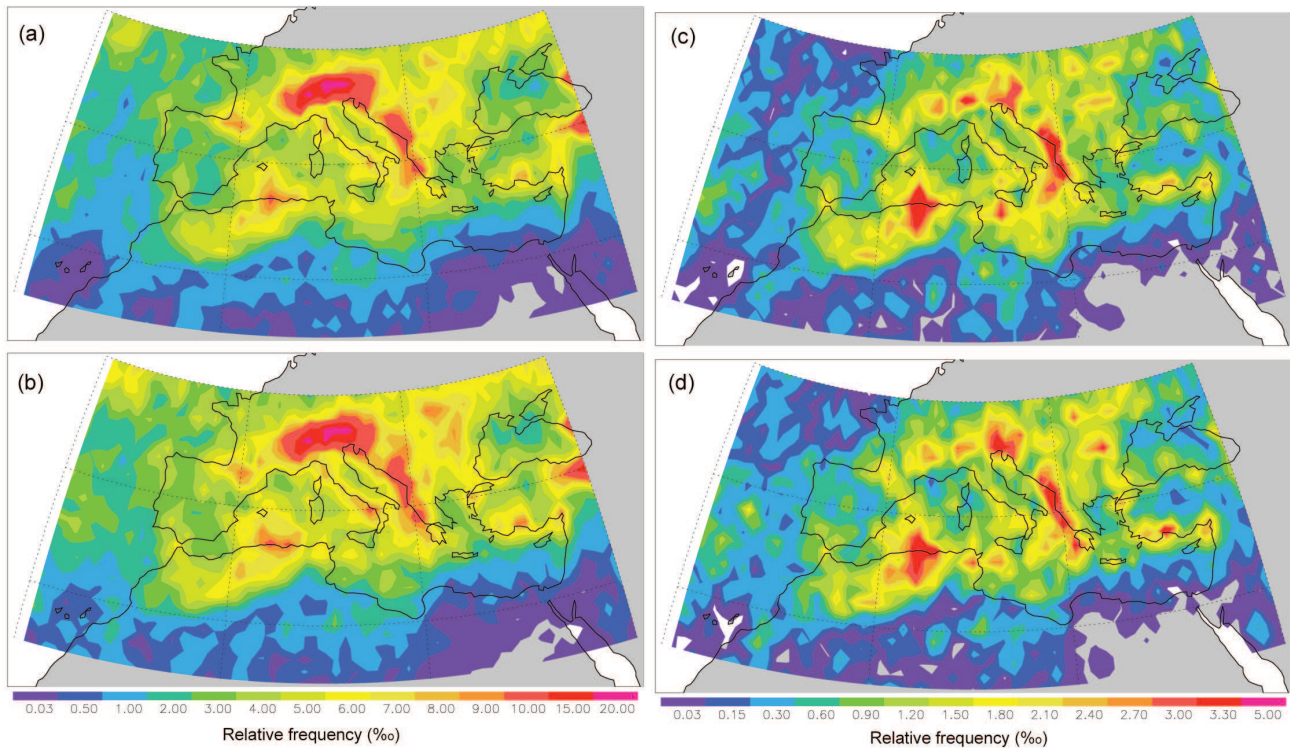 (a)
(c)
(b)
(d)
0.03 0.50 1.00 2.00 3.00 4.00 5.00 6.00 7.00 8.00 9.00 10.00 15.00 20.00
0.03 0.15 0.30 0.60 0.90 1.20 1.50 1.80 2.10 2.40 2.70 3.00 3.30 5.00
Relative frequency (‰)
Relative frequency (‰)